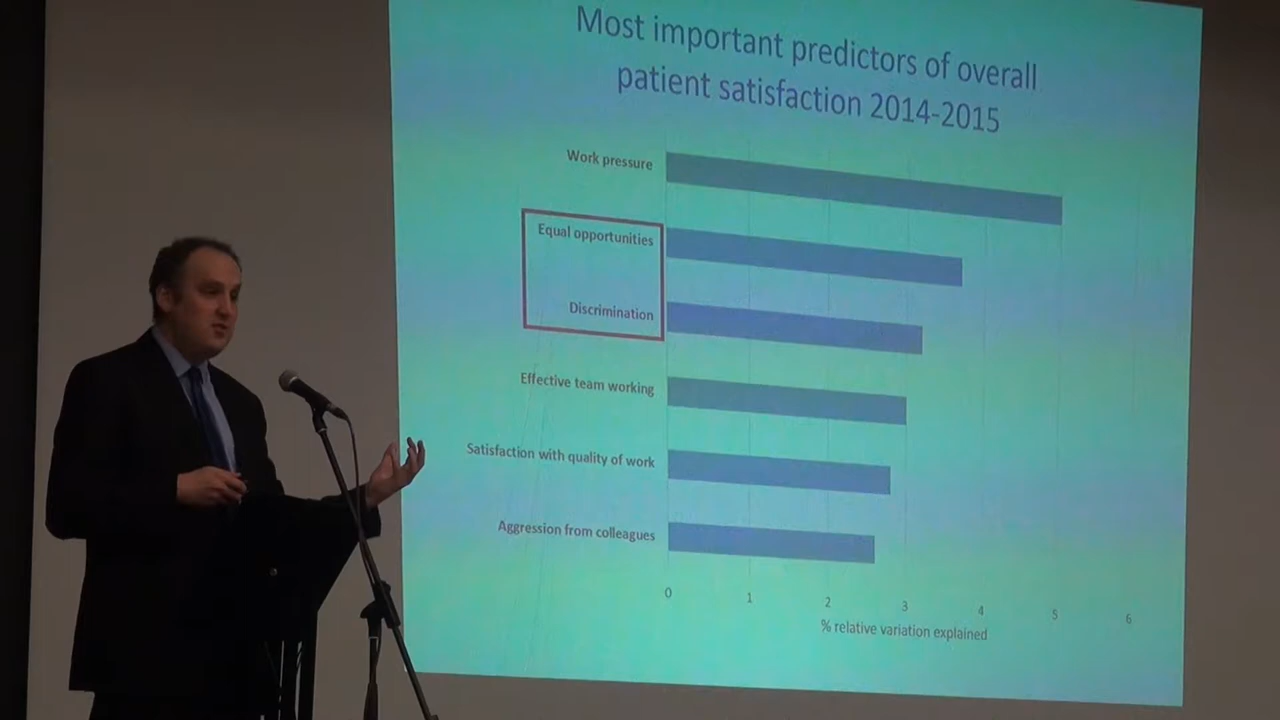 Most important predictors of overall
patient satisfaction 2014-2015
Work pressure
Equal opportunities
Discrimination
Effective team working
Satisfaction with quality of work
Aggression from colleagues
0 1 2 3 4 5 6
% relative variation explained